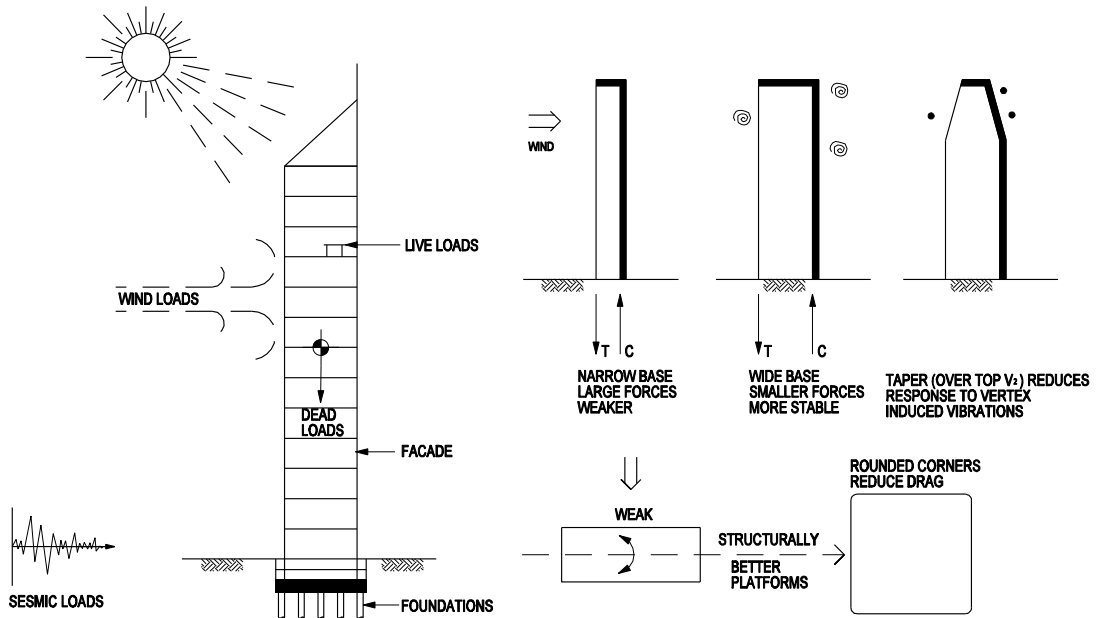 LIVE LOADS
WIND LOADS
DEAD
LOADS
FACADE
SESMIC LOADS
FOUNDATIONS
WIND
T C
NARROW BASE
LARGE FORCES
WEAKER
T C
WIDE BASE
SMALLER FORCES
MORE STABLE
TAPER (OVER TOP V₂) REDUCES
RESPONSE TO VERTEX
INDUCED VIBRATIONS
WEAK
STRUCTURALLY
BETTER
PLATFORMS
ROUNDED CORNERS
REDUCE DRAG